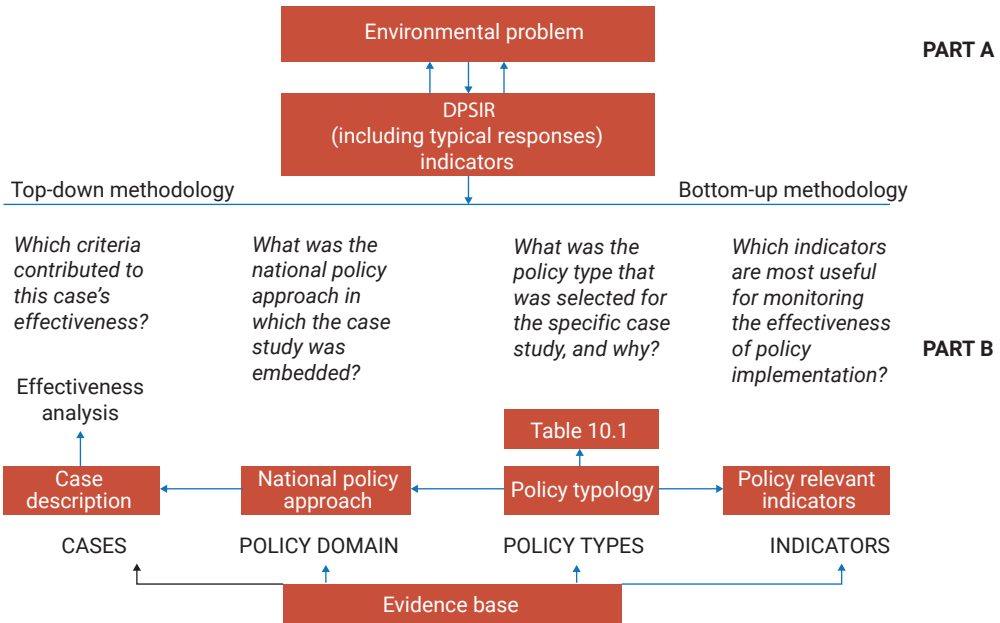 Environmental problem
PART A
DPSIR
(including typical responses)
indicators
Top-down methodology
Bottom-up methodology
Which criteria
contributed to
this case's
effectiveness?
What was the
national policy
approach in
which the case
study was
embedded?
What was the
policy type that
was selected for
the specific case
study, and why?
Which indicators
are most useful
for monitoring
the effectiveness
of policy
implementation?
PART B
Effectiveness
analysis
Table 10.1
Case
description
National policy
approach
Policy typology
Policy relevant
indicators
CASES
POLICY DOMAIN
POLICY TYPES
INDICATORS
Evidence base